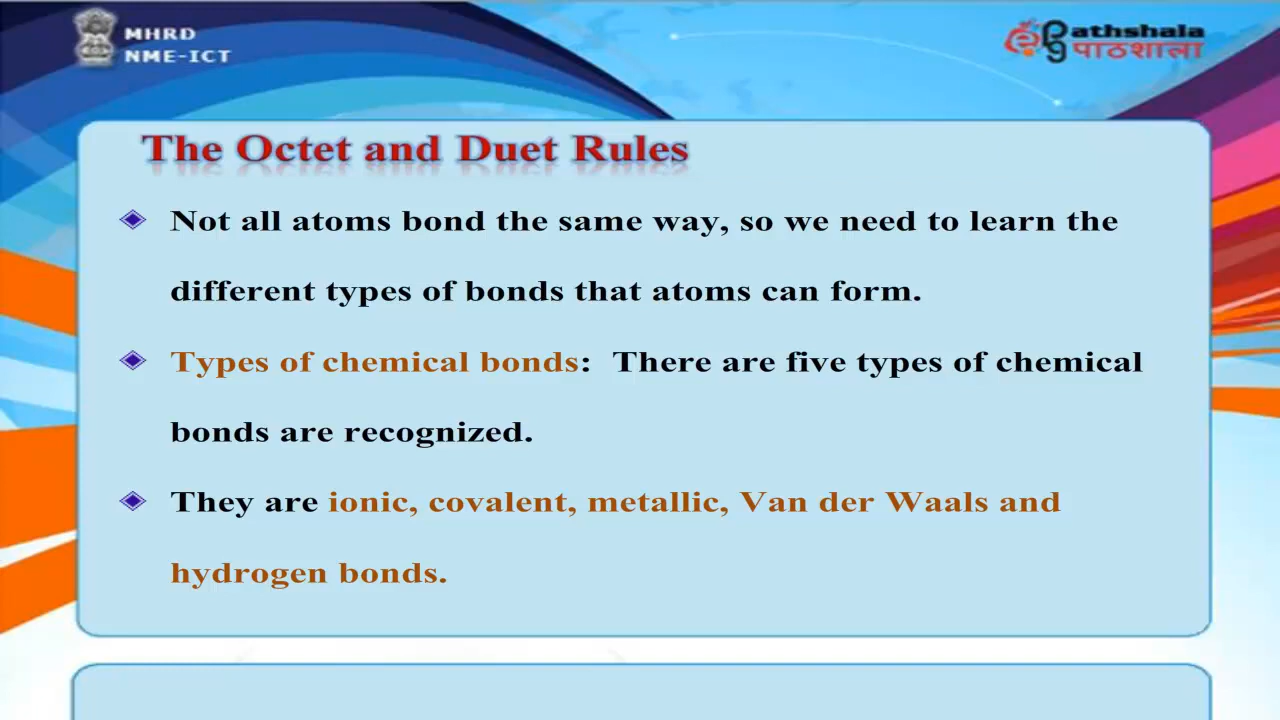 MHRD
NME-ICT
ePathshala
पाठशाला
The Octet and Duet Rules
Not all atoms bond the same way, so we need to learn the
different types of bonds that atoms can form.
Types of chemical bonds: There are five types of chemical
bonds are recognized.
They are ionic, covalent, metallic, Van der Waals and
hydrogen bonds.